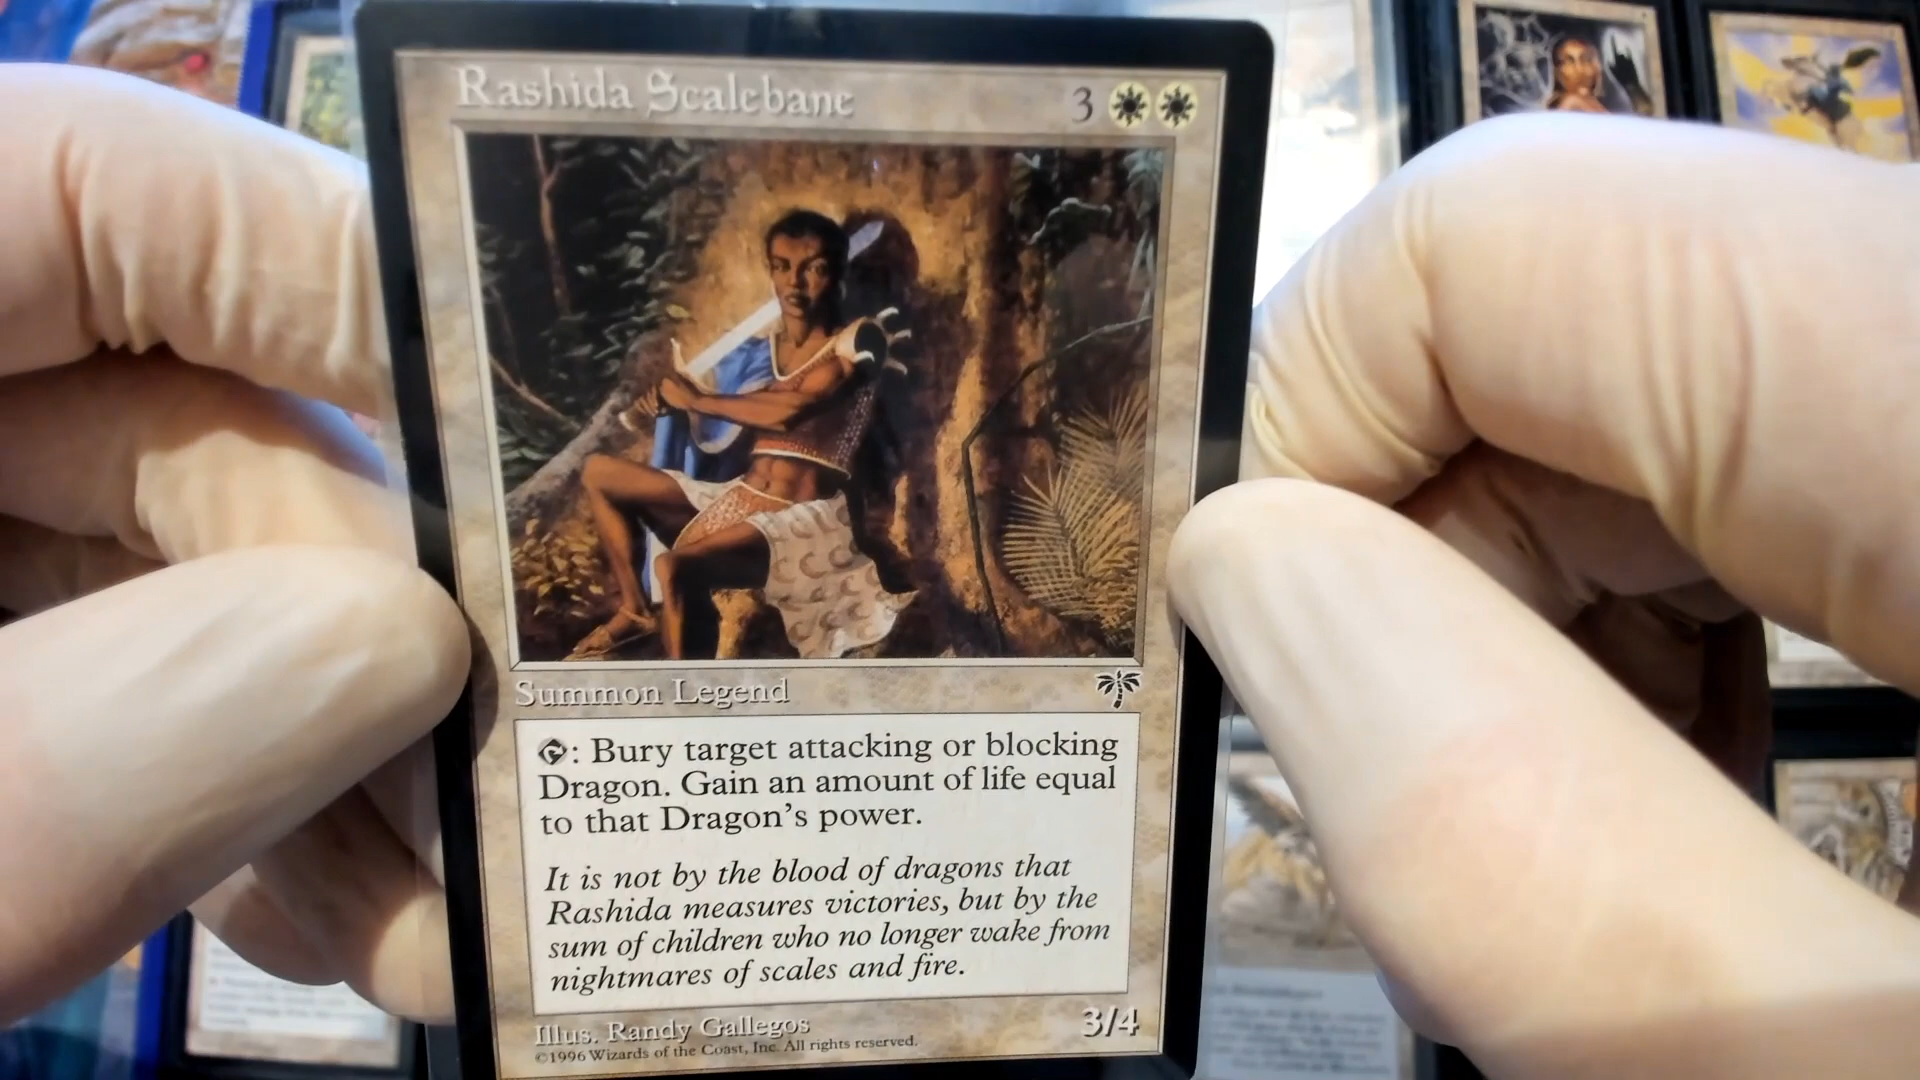 Rashida Scalebane 3
Summon Legend
: Bury target attacking or blocking
Dragon. Gain an amount of life equal
to that Dragon's power.
It is not by the blood of dragons that
Rashida measures victories, but by the
sum of children who no longer wake from
nightmares of scales and fire.
Illus. Randy Gallegos
3/4
©1996 Wizards of the Coast, Inc. All rights reserved.